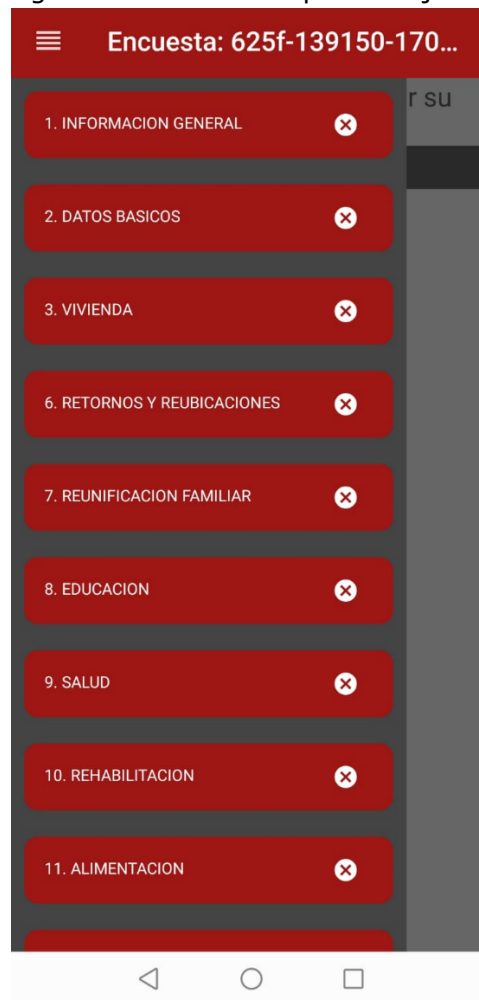 Encuesta: 625f-139150-170...
r su
1. INFORMACION GENERAL
2. DATOS BASICOS
3. VIVIENDA
6. RETORNOS Y REUBICACIONES
7. REUNIFICACION FAMILIAR
8. EDUCACION
9. SALUD
10. REHABILITACION
11. ALIMENTACION